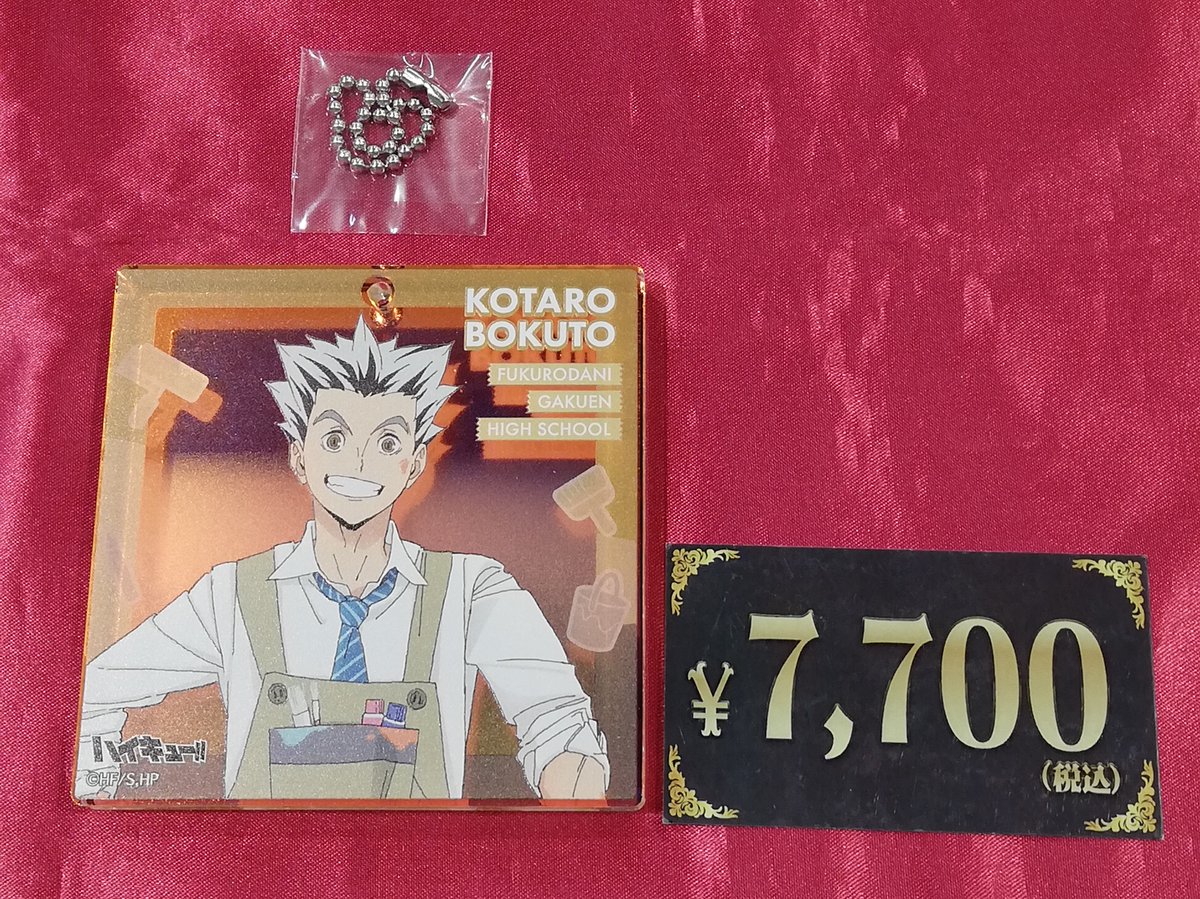 KOTARO
BOKUTO
FUKURODANI
GAKUEN
HIGH SCHOOL
ハイキュー!!
©HF/S,HP
¥7,700
(税込)